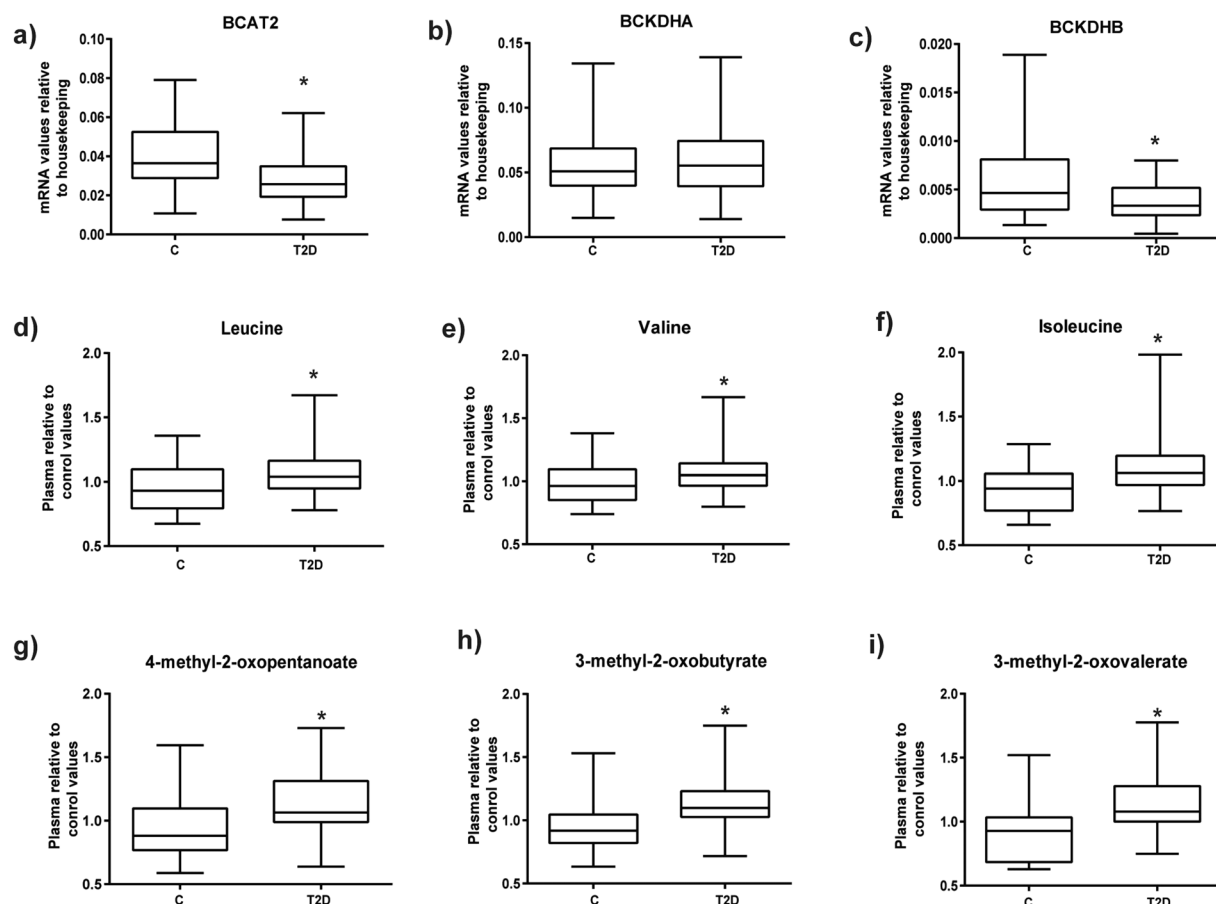 a)
BCAT2
mRNA values relative
to housekeeping
0.10
0.08
0.06
0.04
0.02
0.00
*
C
T2D
b)
BCKDHA
mRNA values relative
to housekeeping
0.15
0.10
0.05
0.00
C
T2D
c)
BCKDHB
mRNA values relative
to housekeeping
0.020
0.015
0.010
0.005
0.000
*
C
T2D
d)
Leucine
Plasma relative to
conrol values
2.0
1.5
1.0
0.5
*
C
T2D
e)
Valine
Plasma relative to
conrol values
2.0
1.5
1.0
0.5
*
C
T2D
f)
Isoleucine
Plasma relative to
conrol values
2.0
1.5
1.0
0.5
*
C
T2D
g)
4-methyl-2-oxopentanoate
Plasma relative to
conrol values
2.0
1.5
1.0
0.5
*
C
T2D
h)
3-methyl-2-oxobutyrate
Plasma relative to
conrol values
2.0
1.5
1.0
0.5
*
C
T2D
i)
3-methyl-2-oxovalerate
Plasma relative to
conrol values
2.0
1.5
1.0
0.5
*
C
T2D